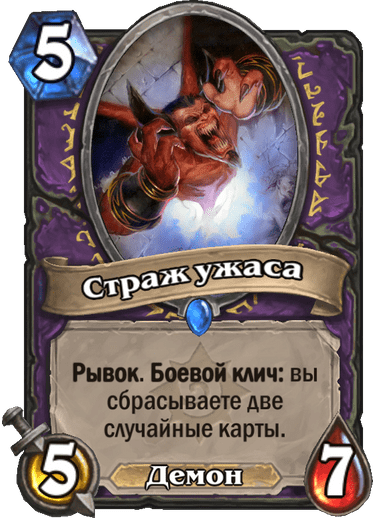 5
Страж ужаса
Рывок. Боевой клич: вы
сбрасываете две
случайные карты.
5
Демон
7